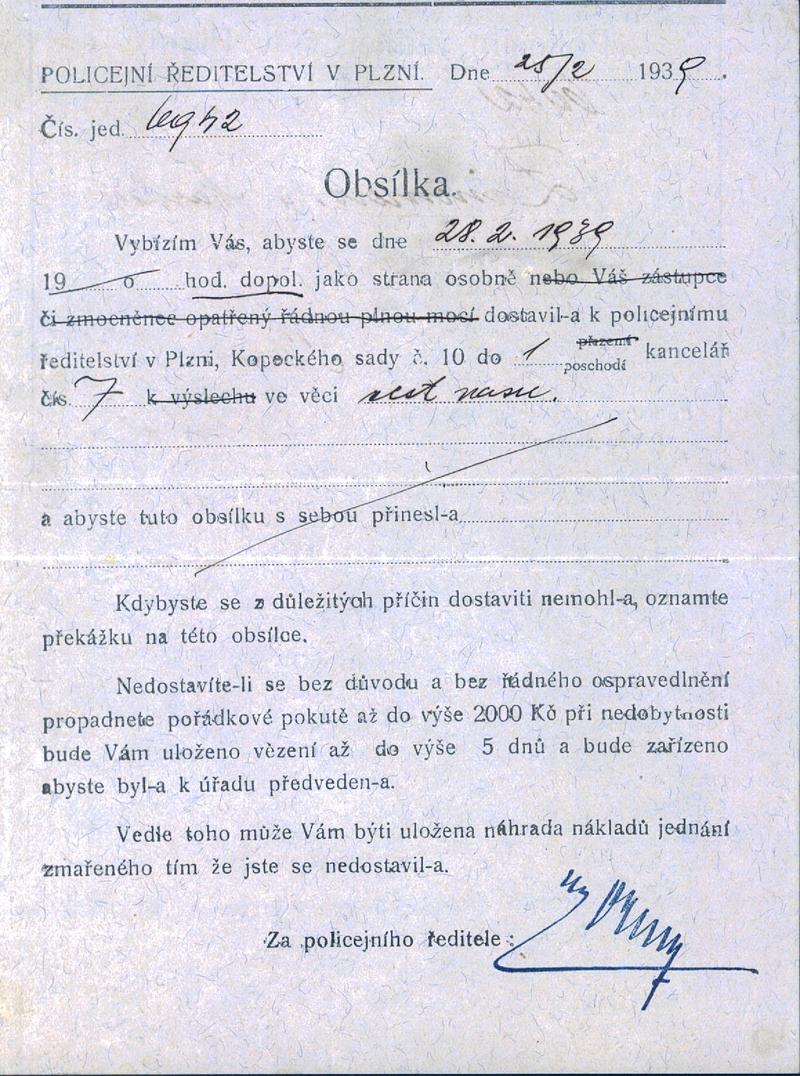 POLICEJNÍ ŘEDITELSTVÍ V PLZNÍ. Dne 25/2 1939.
Čís. jed.
Obsílka.
Vybízím Vás, abyste se dne 28. 2. 1939
19 o hod. dopol. jako strana osobně nebo Váš zástupce
či zmocněnec opatřený řádnou plnou mocí dostavil-a k policejnímu
ředitelství v Plzni, Kopeckého sady č. 10 do 1 přízemí poschodí kancelář
čís. 7 k výslechu ve věci
a abyste tuto obsílku s sebou přinesl-a
Kdybyste se z důležitých příčin dostaviti nemohl-a, oznamte
překážku na této obsílce.
Nedostavíte-li se bez důvodu a bez řádného ospravedlnění
propadnete pořádkové pokutě až do výše 2000 Kč při nedobytnosti
bude Vám uloženo vězení až do výše 5 dnů a bude zařízeno
abyste byl-a k úřadu předveden-a.
Vedle toho může Vám býti uložena náhrada nákladů jednání
zmařeného tím že jste se nedostavil-a.
Za policejního ředitele: